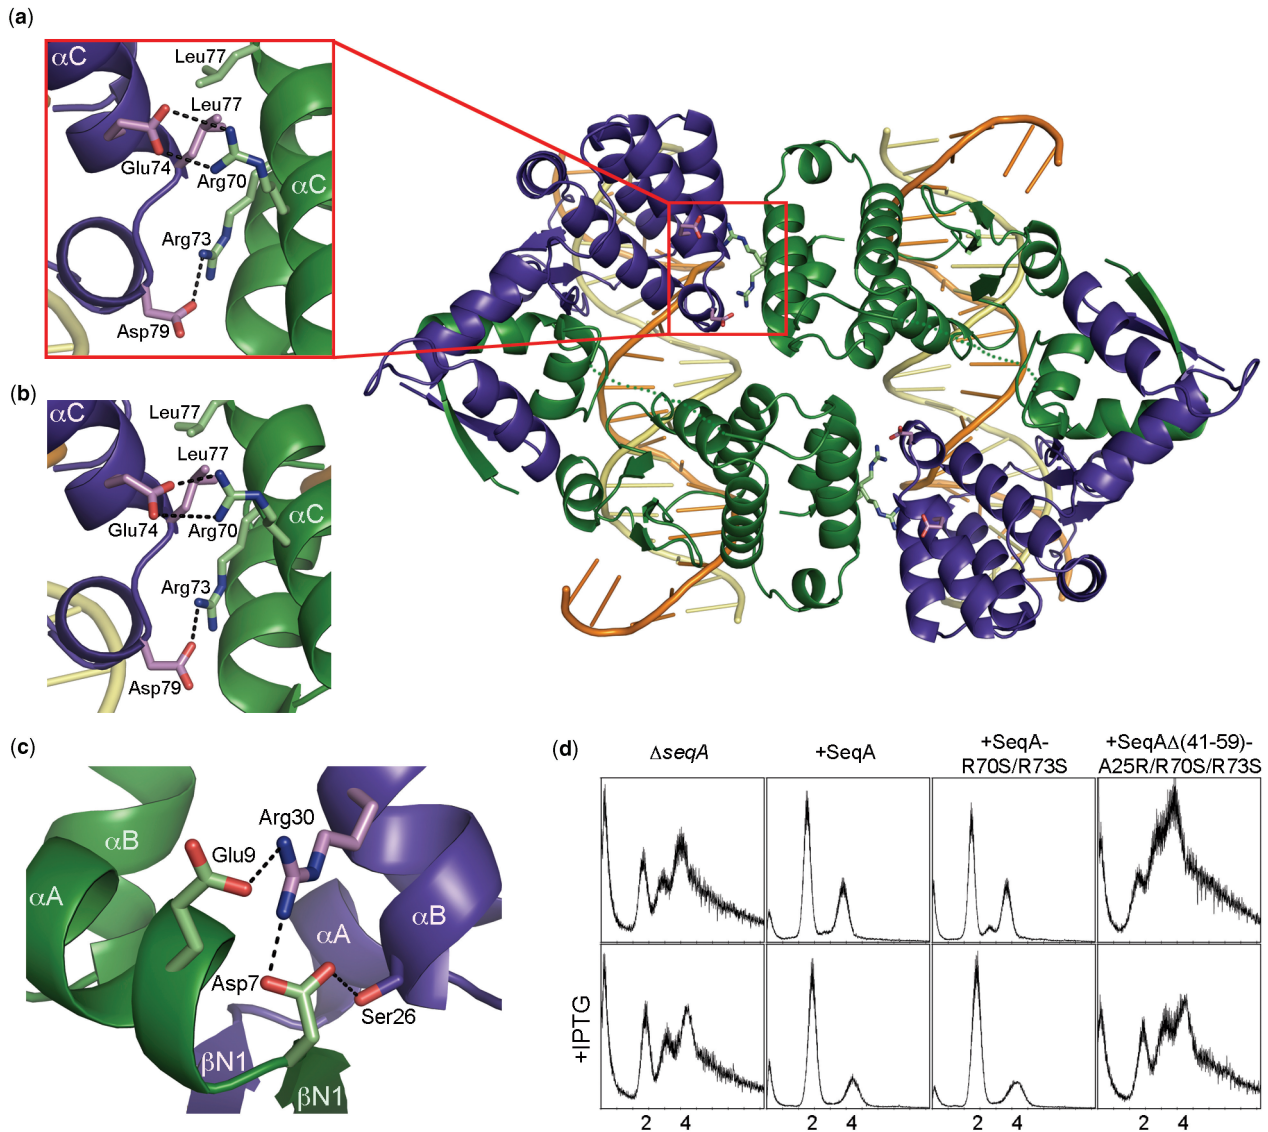 (a)
αC
Leu77
Leu77
Glu74
Arg70
αC
Arg73
Asp79
(b)
αC
Leu77
Leu77
Glu74
Arg70
αC
Arg73
Asp79
(c)
Arg30
αB
Glu9
αA
αA
αB
Asp7
Ser26
βN1
βN1
(d)
ΔseqA
+SeqA
+SeqA-
R70S/R73S
+SeqAΔ(41-59)-
A25R/R70S/R73S
+IPTG
2 4
2 4
2 4
2 4